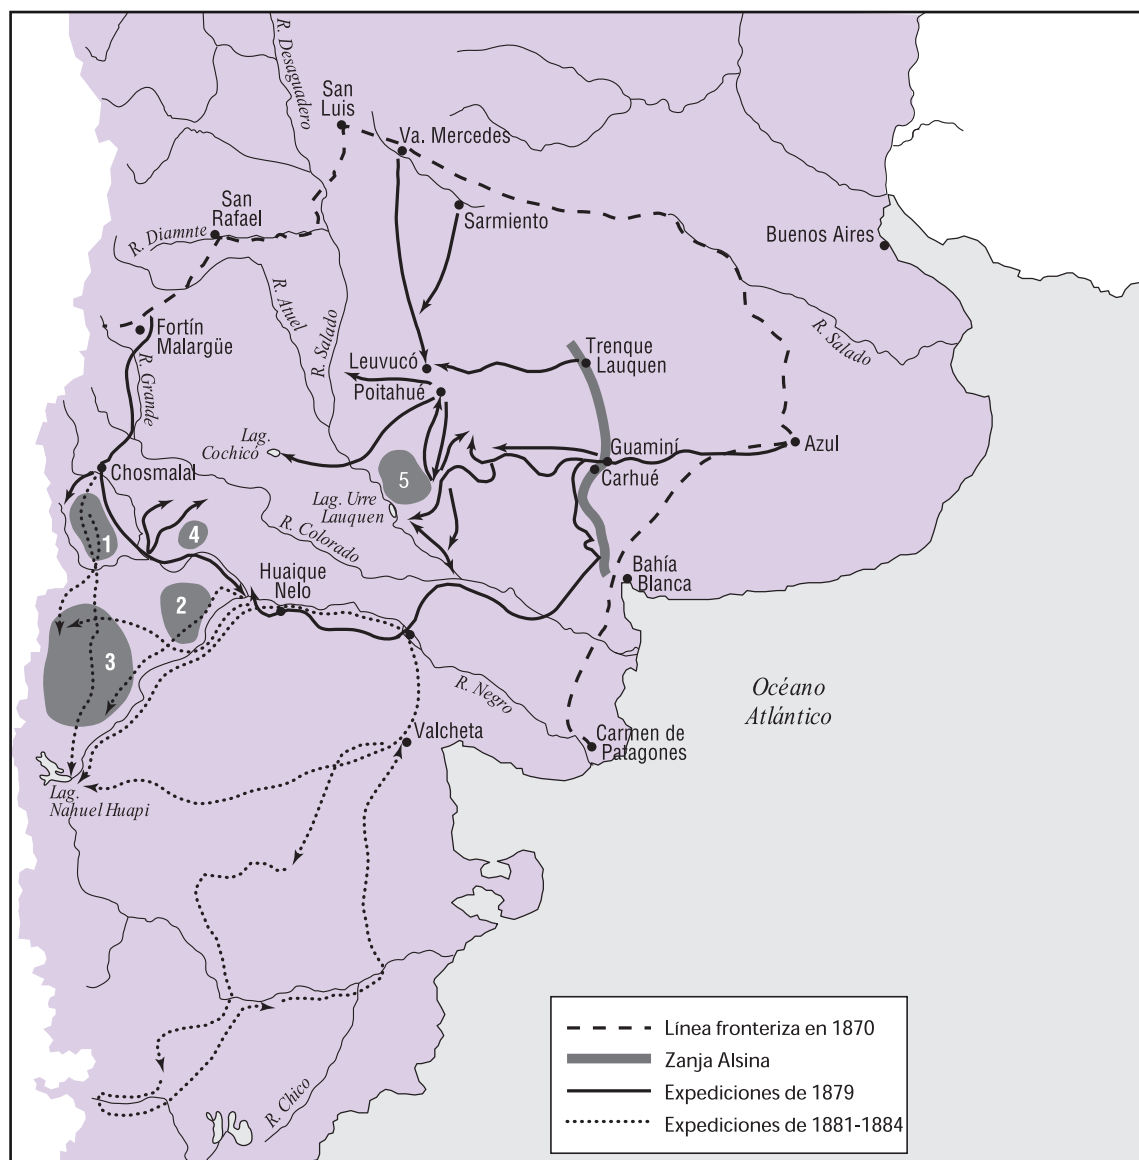 R. Desaguadero
San
Luis
Va. Mercedes
San
Rafael
Sarmiento
R. Diamnte
Buenos Aires
R. Atuel
R. Salado
Fortín
Malargüe
R. Grande
Leuvucó
Poitahué
Trenque
Lauquen
R. Salado
Lag.
Cochicó
Guaminí
Azul
Carhué
Chosmalal
5
Lag. Urre
Lauquen
1
4
R. Colorado
Bahía
Blanca
Huaique
Nelo
2
3
R. Negro
Océano
Atlántico
Valcheta
Carmen de
Patagones
Lag.
Nahuel Huapi
R. Chico
Línea fronteriza en 1870
Zanja Alsina
Expediciones de 1879
Expediciones de 1881-1884